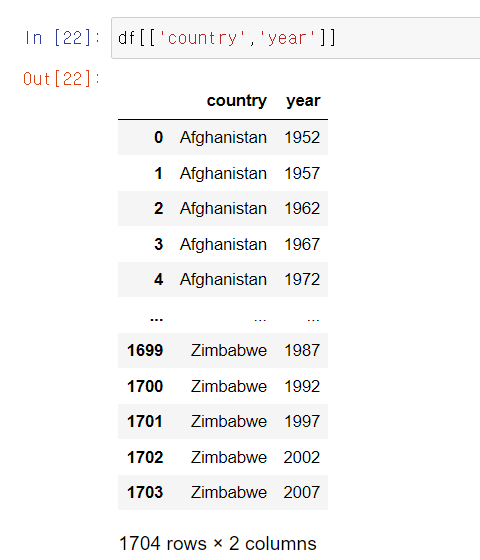 In [22]: df[['country','year']]
Out[22]:
country year
0 Afghanistan 1952
1 Afghanistan 1957
2 Afghanistan 1962
3 Afghanistan 1967
4 Afghanistan 1972
... ... ...
1699 Zimbabwe 1987
1700 Zimbabwe 1992
1701 Zimbabwe 1997
1702 Zimbabwe 2002
1703 Zimbabwe 2007
1704 rows × 2 columns